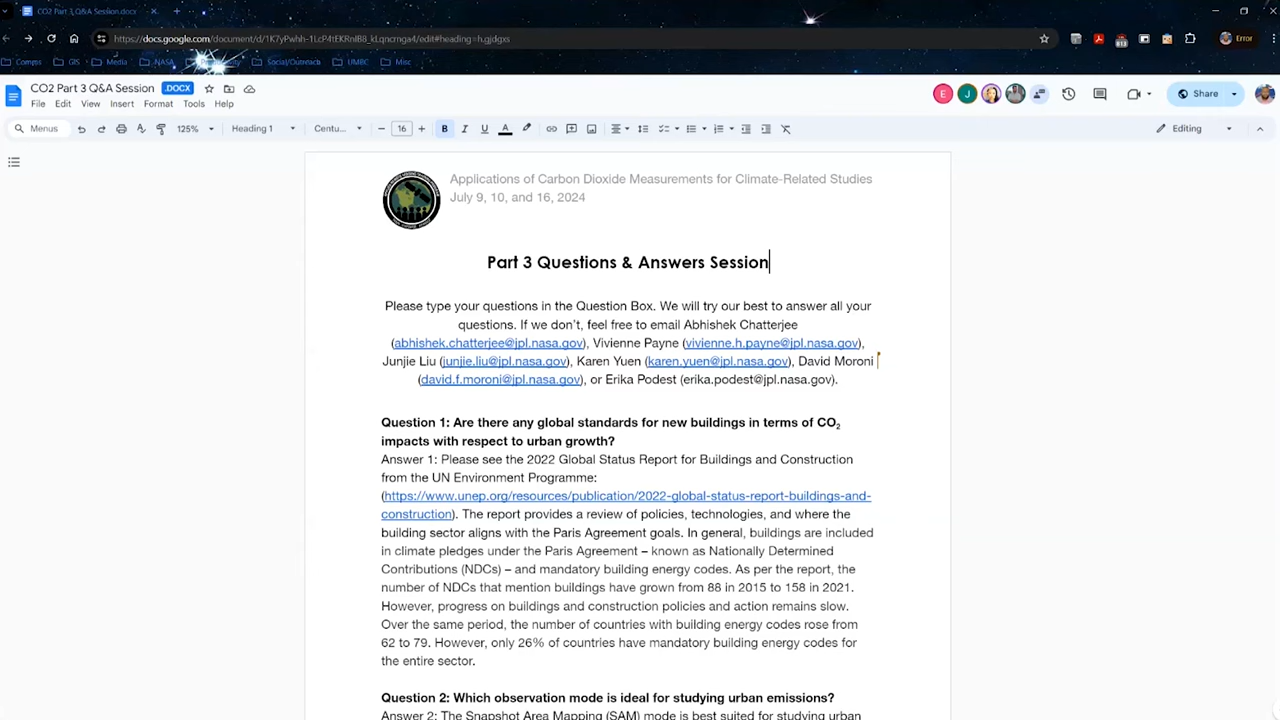 CO2 Part 3 Q&A Session.docx
https://docs.google.com/document/d/1K7yPwhh-1LcP4tEKRnIB8_kLqncrnga4/edit#heading=h.gjdgxs
Error
Comps GIS Media NASA Social/Outreach UMBC Misc
CO2 Part 3 Q&A Session .DOCX
File Edit View Insert Format Tools Help
E J Share
Menus 125% Heading 1 Centu... 16 B I U A Editing
Applications of Carbon Dioxide Measurements for Climate-Related Studies
July 9, 10, and 16, 2024
Part 3 Questions & Answers Session
Please type your questions in the Question Box. We will try our best to answer all your
questions. If we don't, feel free to email Abhishek Chatterjee
(abhishek.chatterjee@jpl.nasa.gov), Vivienne Payne (vivienne.h.payne@jpl.nasa.gov),
Junjie Liu (junjie.liu@jpl.nasa.gov), Karen Yuen (karen.yuen@jpl.nasa.gov), David Moroni
(david.f.moroni@jpl.nasa.gov), or Erika Podest (erika.podest@jpl.nasa.gov).
Question 1: Are there any global standards for new buildings in terms of CO₂
impacts with respect to urban growth?
Answer 1: Please see the 2022 Global Status Report for Buildings and Construction
from the UN Environment Programme:
(https://www.unep.org/resources/publication/2022-global-status-report-buildings-and-
construction). The report provides a review of policies, technologies, and where the
building sector aligns with the Paris Agreement goals. In general, buildings are included
in climate pledges under the Paris Agreement – known as Nationally Determined
Contributions (NDCs) – and mandatory building energy codes. As per the report, the
number of NDCs that mention buildings have grown from 88 in 2015 to 158 in 2021.
However, progress on buildings and construction policies and action remains slow.
Over the same period, the number of countries with building energy codes rose from
62 to 79. However, only 26% of countries have mandatory building energy codes for
the entire sector.
Question 2: Which observation mode is ideal for studying urban emissions?
Answer 2: The Snapshot Area Mapping (SAM) mode is best suited for studying urban